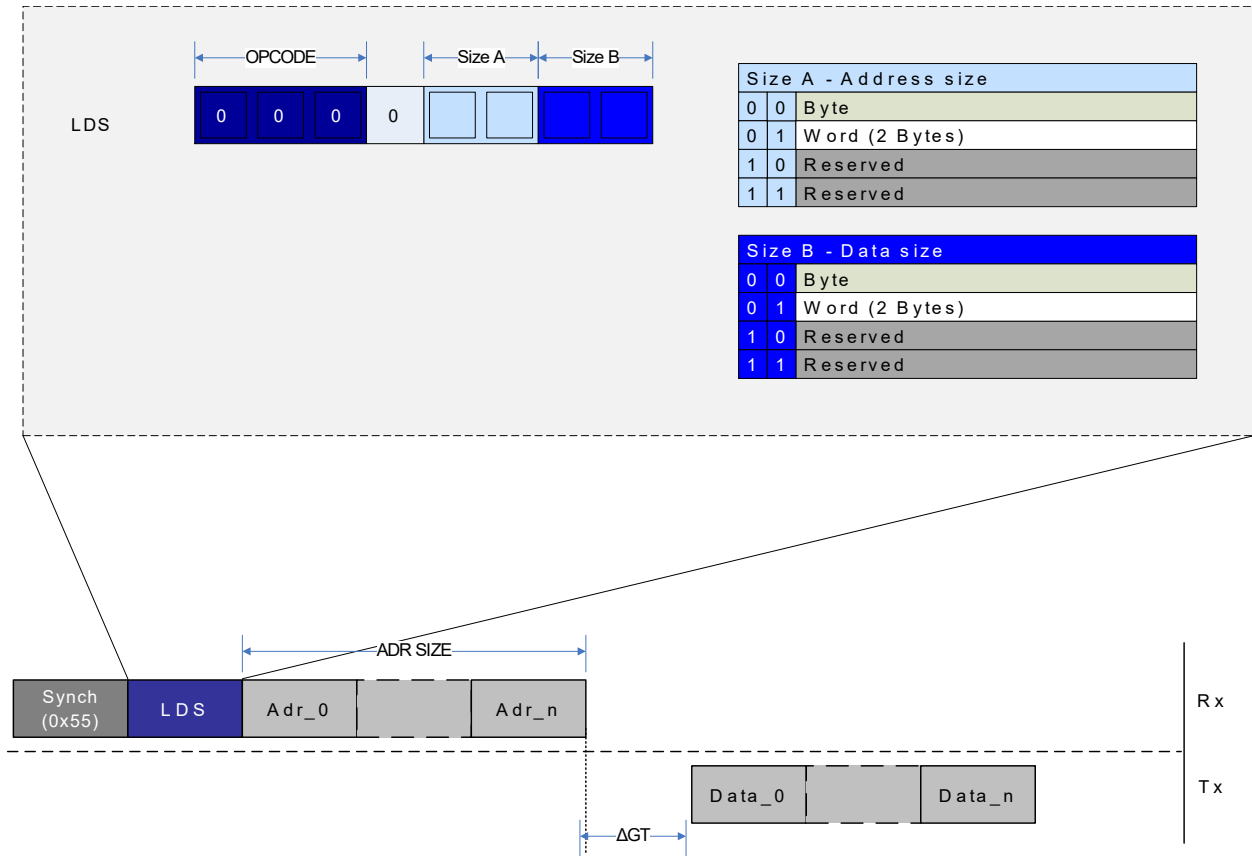 OPCODE Size A Size B
LDS 0 0 0 0
Size A - Address size
0 0 Byte
0 1 Word (2 Bytes)
1 0 Reserved
1 1 Reserved
Size B - Data size
0 0 Byte
0 1 Word (2 Bytes)
1 0 Reserved
1 1 Reserved
ADR SIZE
Synch
(0x55)
LDS
Adr_0
Adr_n
Rx
Data_0
Data_n
Tx
ΔGT